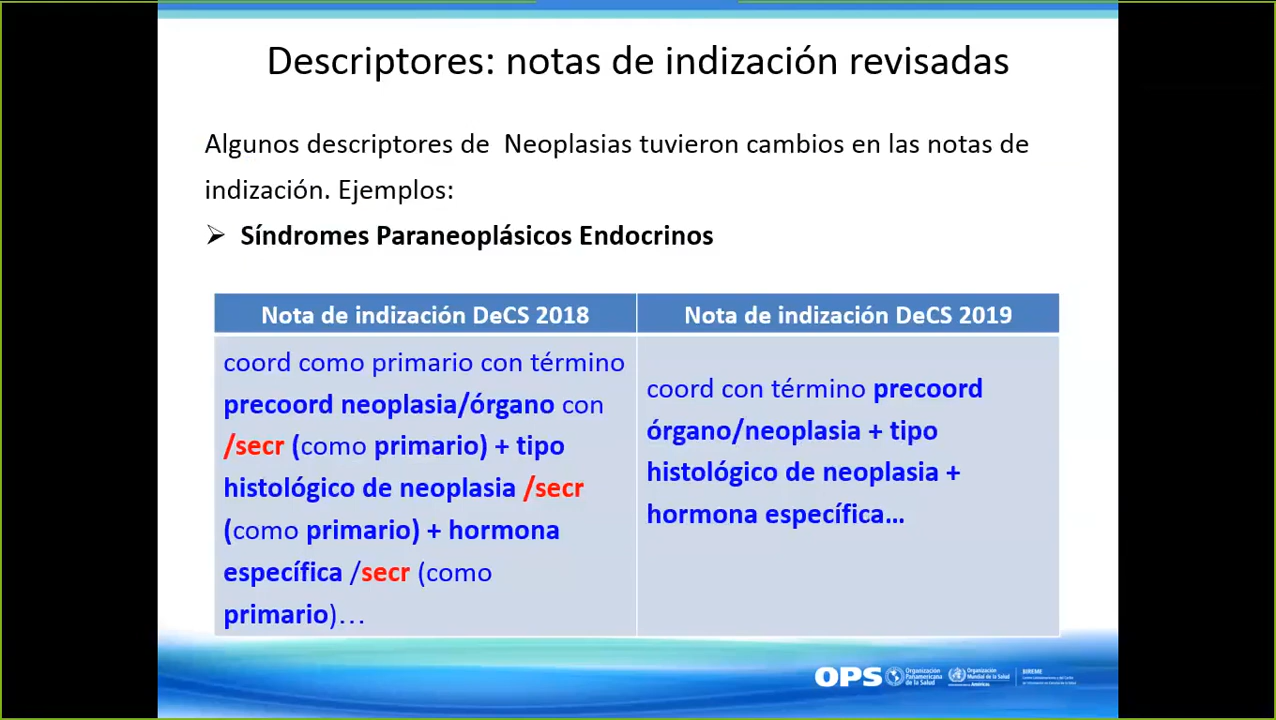 Descriptores: notas de indización revisadas
Algunos descriptores de Neoplasias tuvieron cambios en las notas de
indización. Ejemplos:
Síndromes Paraneoplásicos Endocrinos
Nota de indización DeCS 2018
coord como primario con término
precoord neoplasia/órgano con
/secr (como primario) + tipo
histológico de neoplasia /secr
(como primario) + hormona
específica /secr (como
primario)...
Nota de indización DeCS 2019
coord con término precoord
órgano/neoplasia + tipo
histológico de neoplasia +
hormona específica...
OPS
Organización
Panamericana
de la Salud
Organización
Mundial de la Salud
Américas
BIREME